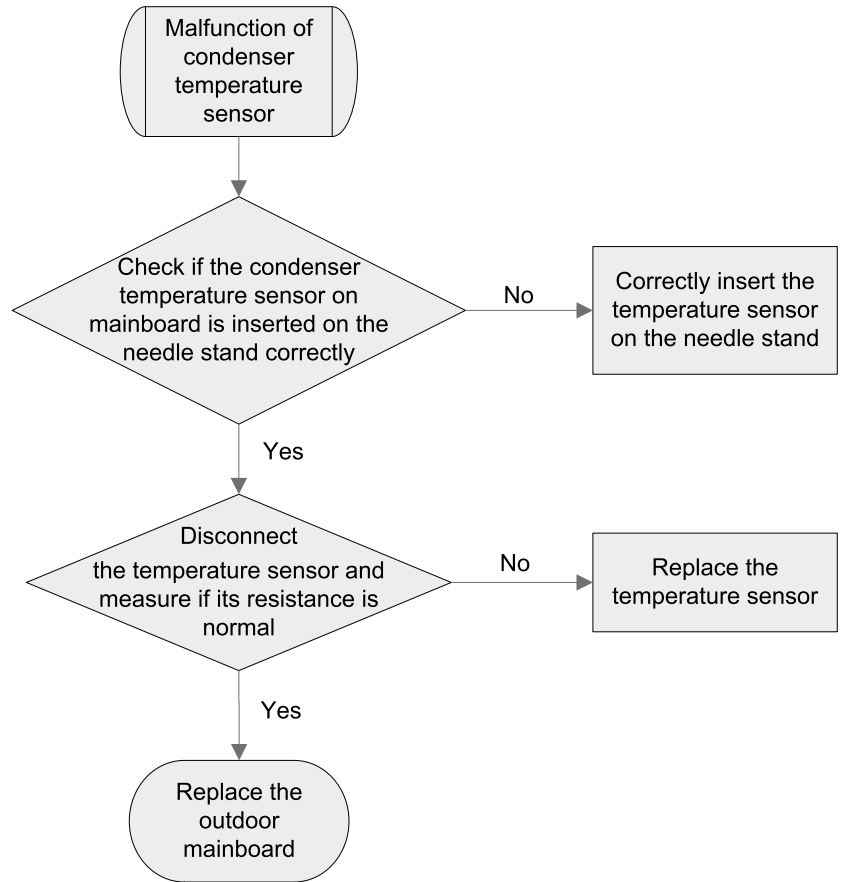 Malfunction of
condenser
temperature
sensor
Check if the condenser
temperature sensor on
mainboard is inserted on the
needle stand correctly
No
Correctly insert the
temperature sensor
on the needle stand
Yes
Disconnect
the temperature sensor and
measure if its resistance is
normal
No
Replace the
temperature sensor
Yes
Replace the
outdoor
mainboard